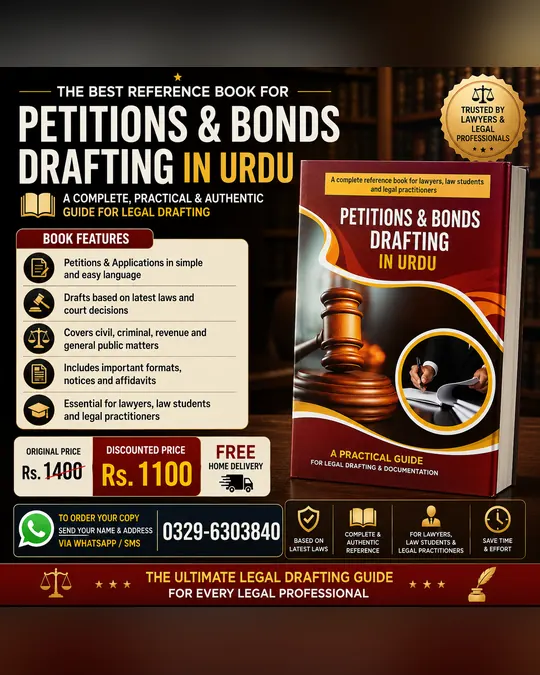 THE BEST REFERENCE BOOK FOR
PETITIONS & BONDS
DRAFTING IN URDU
A COMPLETE, PRACTICAL & AUTHENTIC
GUIDE FOR LEGAL DRAFTING
TRUSTED BY
LAWYERS &
LEGAL
PROFESSIONALS
BOOK FEATURES
Petitions & Applications in simple
and easy language
Drafts based on latest laws and
court decisions
Covers civil, criminal, revenue and
general public matters
Includes important formats,
notices and affidavits
Essential for lawyers, law students
and legal practitioners
A complete reference book for lawyers, law students
and legal practitioners
PETITIONS & BONDS
DRAFTING
IN URDU
A PRACTICAL GUIDE
FOR LEGAL DRAFTING & DOCUMENTATION
ORIGINAL PRICE
Rs. 1400
DISCOUNTED PRICE
Rs. 1100
FREE
HOME DELIVERY
TO ORDER YOUR COPY
SEND YOUR NAME & ADDRESS
VIA WHATSAPP / SMS
0329-6303840
BASED ON
LATEST LAWS
COMPLETE &
AUTHENTIC
REFERENCE
FOR LAWYERS,
LAW STUDENTS &
LEGAL PRACTITIONERS
SAVE TIME
& EFFORT
THE ULTIMATE LEGAL DRAFTING GUIDE
FOR EVERY LEGAL PROFESSIONAL